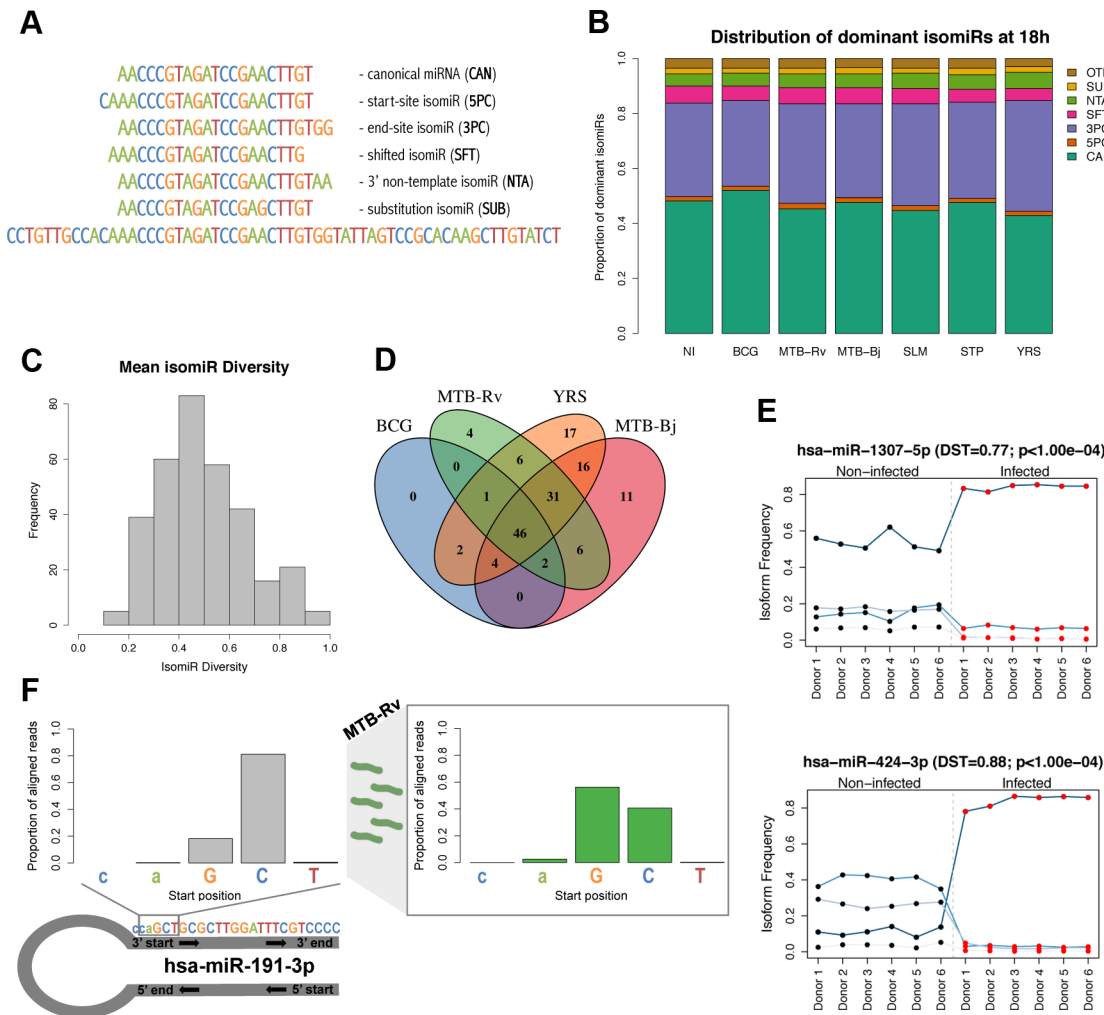 A
AACCCGTAGATCCGAACTTGT - canonical miRNA (CAN)
CAAACCCGTAGATCCGAACTTGT - start-site isomiR (5PC)
AACCCGTAGATCCGAACTTGTGG - end-site isomiR (3PC)
AAACCCGTAGATCCGAACTTG - shifted isomiR (SFT)
AACCCGTAGATCCGAACTTGTAA - 3' non-template isomiR (NTA)
AACCCGTAGATCCGAGCTTGT - substitution isomiR (SUB)
CCTGTTGCCACAAACCCGTAGATCCGAACTTGTGGTATTAGTCCGCACAAGCTTGTATCT
B
Distribution of dominant isomiRs at 18h
Proportion of dominant isomiRs
0.0 0.2 0.4 0.6 0.8 1.0
NI BCG MTB-Rv MTB-Bj SLM STP YRS
NTA
SFT
C
Mean isomiR Diversity
Frequency
0 20 40 60 80
0.0 0.2 0.4 0.6 0.8 1.0
IsomiR Diversity
D
BCG MTB-Rv YRS MTB-Bj
4 17
0 6 16
0 1 31 11
46
2 4 2 6
0
E
hsa-miR-1307-5p (DST=0.77; p<1.00e-04)
Non-infected Infected
Isoform Frequency
0.0 0.2 0.4 0.6 0.8
Donor 1 Donor 2 Donor 3 Donor 4 Donor 5 Donor 6 Donor 1 Donor 2 Donor 3 Donor 4 Donor 5 Donor 6
hsa-miR-424-3p (DST=0.88; p<1.00e-04)
Non-infected Infected
Isoform Frequency
0.0 0.2 0.4 0.6 0.8
Donor 1 Donor 2 Donor 3 Donor 4 Donor 5 Donor 6 Donor 1 Donor 2 Donor 3 Donor 4 Donor 5 Donor 6
F
Proportion of aligned reads
0.0 0.2 0.4 0.6 0.8 1.0
c a G C T
Start position
MTB-Rv
Proportion of aligned reads
0.0 0.2 0.4 0.6 0.8 1.0
c a G C T
Start position
ccaGCTGCGCTTGGATTTCGTCCCC
3' start 3' end
hsa-miR-191-3p
5' end 5' start